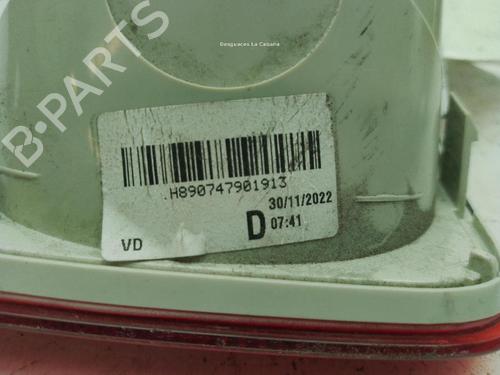 Desguaces La Cabaña
B-PARTS
H890747901913
30/11/2022
D 07:41
VD